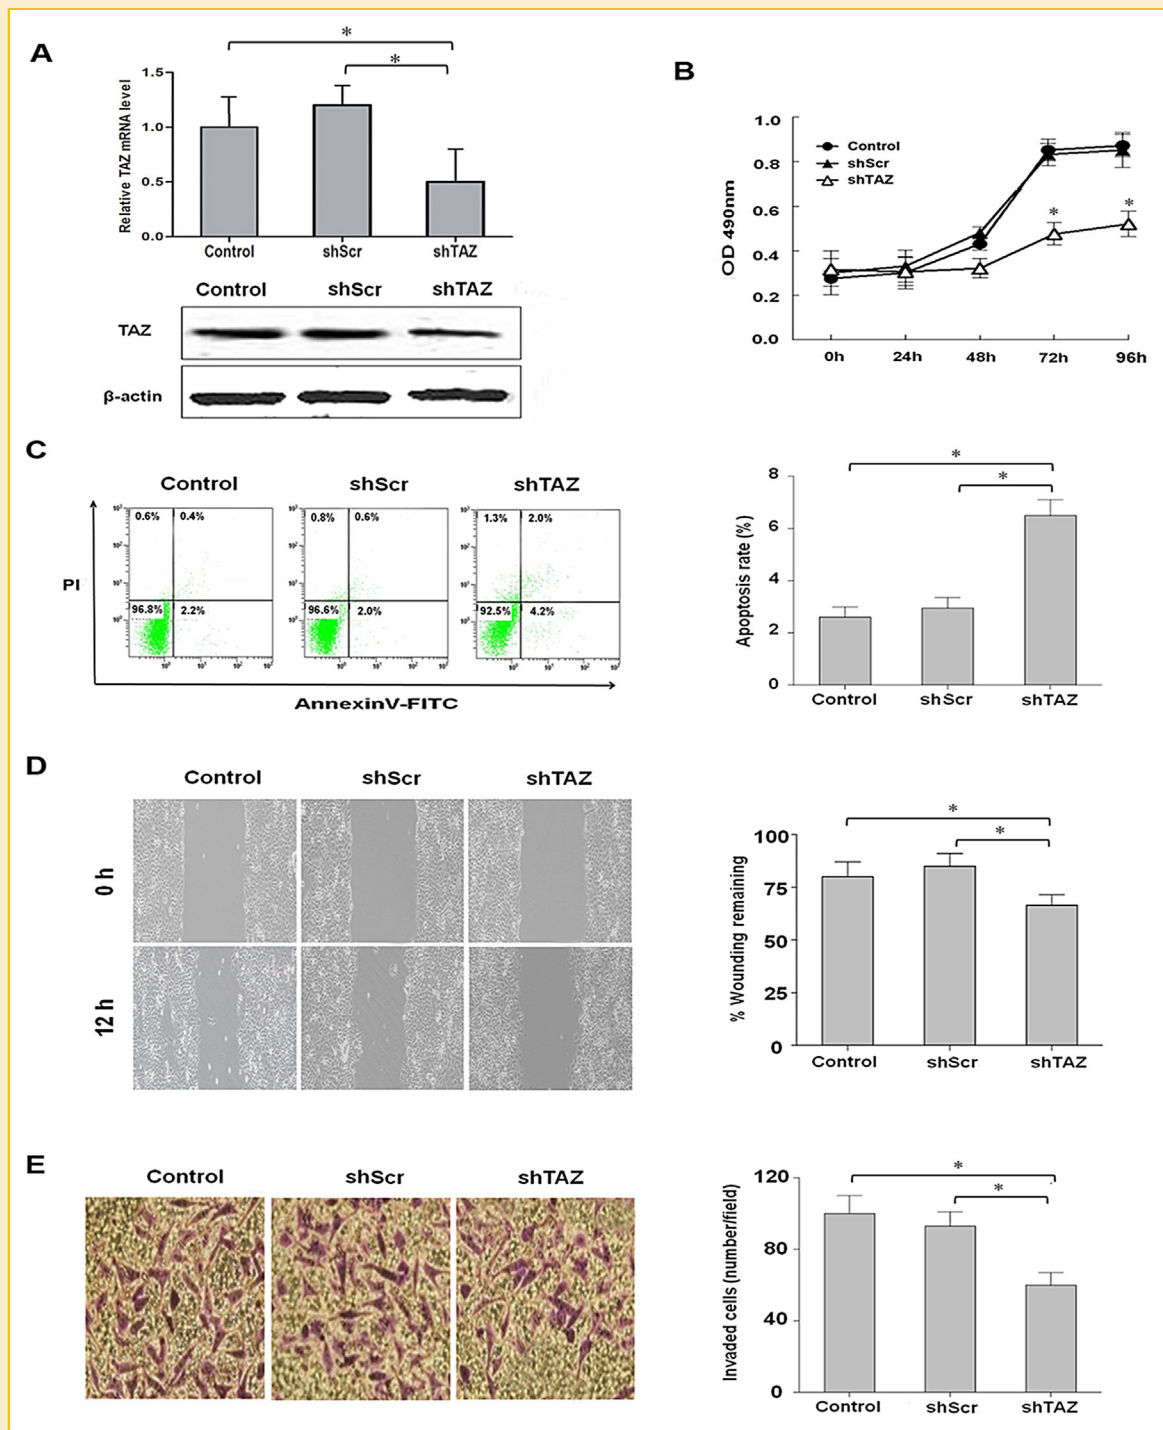 A
*
*
Relative TAZ mRNA level
1.5
1.0
0.5
0.0
Control shScr shTAZ
Control shScr shTAZ
TAZ
β-actin
B
OD 490nm
1.0
0.8
0.6
0.4
0.2
0.0
Control
shScr
shTAZ
* *
0h 24h 48h 72h 96h
C
Control shScr shTAZ
PI
0.6% 0.4%
96.8% 2.2%
0.8% 0.6%
96.6% 2.0%
1.3% 2.0%
92.5% 4.2%
AnnexinV-FITC
*
*
Apoptosis rate (%)
8
6
4
2
0
Control shScr shTAZ
D
Control shScr shTAZ
0 h
12 h
*
*
% Wounding remaining
100
75
50
25
0
Control shScr shTAZ
E
Control shScr shTAZ
*
*
Invaded cells (number/field)
120
80
40
0
Control shScr shTAZ